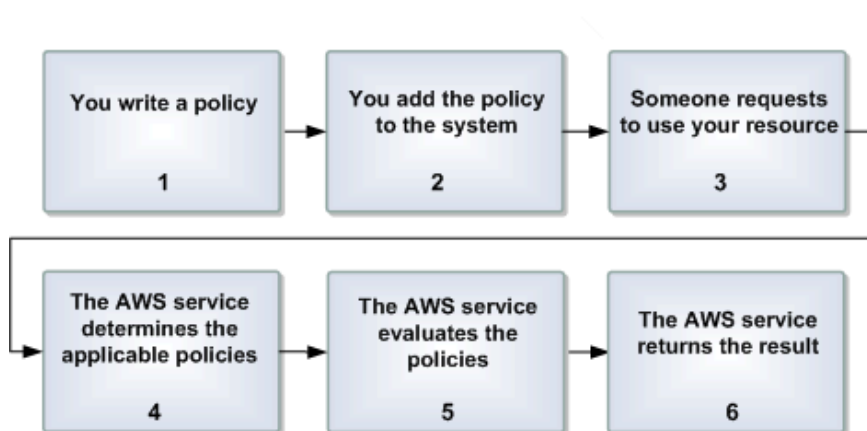 You write a policy
1
You add the policy
to the system
2
Someone requests
to use your resource
3
The AWS service
determines the
applicable policies
4
The AWS service
evaluates the
policies
5
The AWS service
returns the result
6